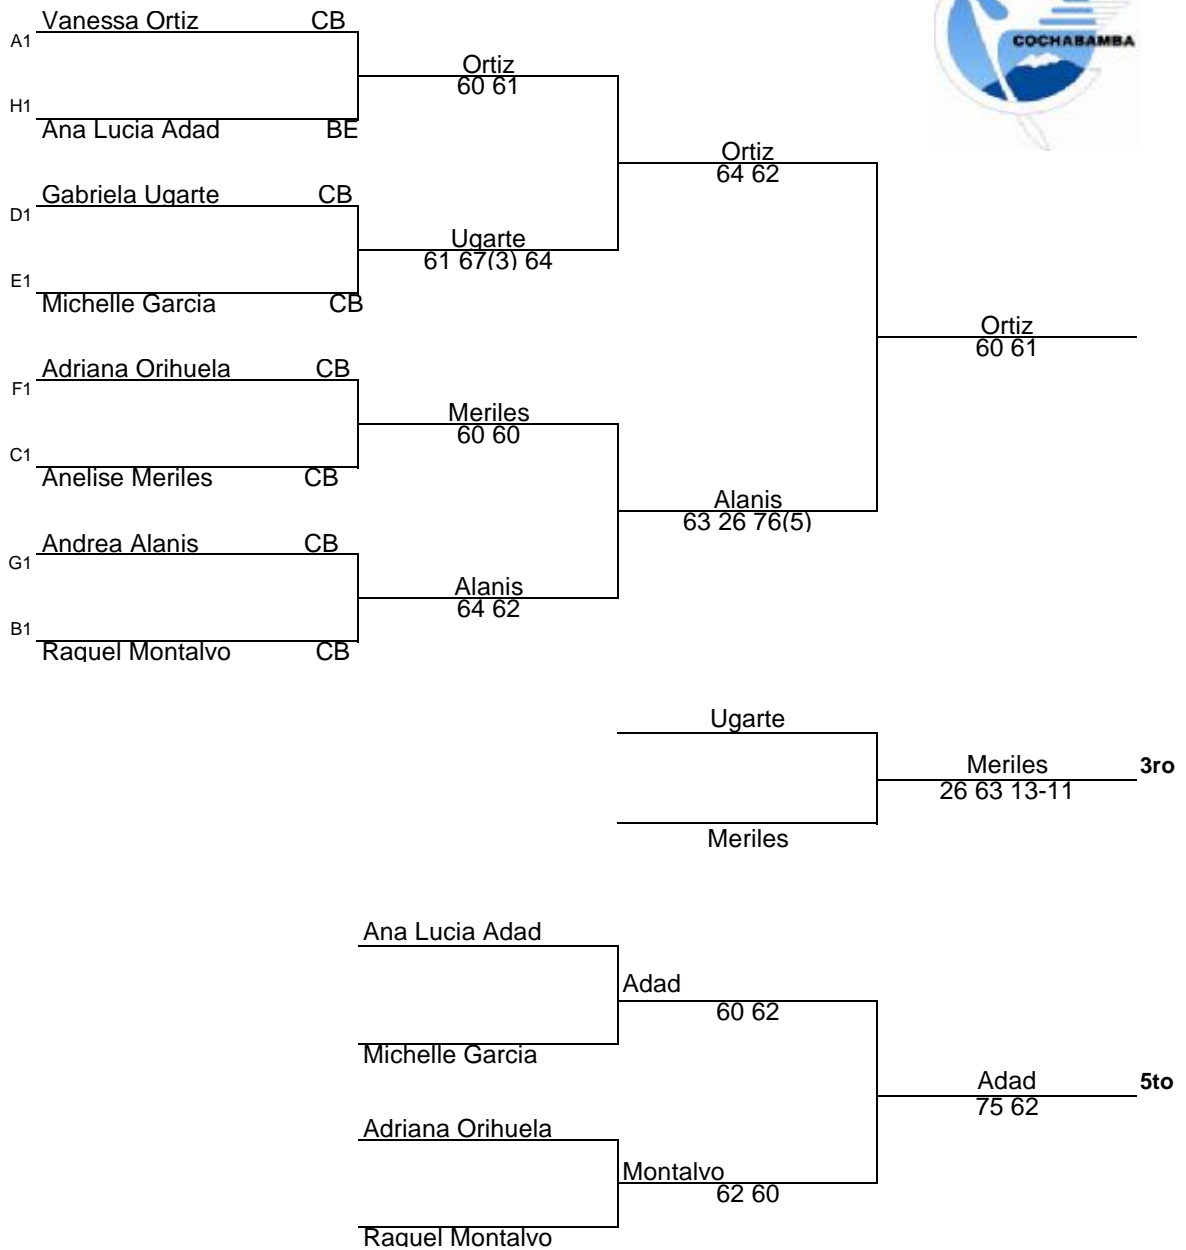 Vanessa Ortiz CB
A1
COCHABAMBA
Ortiz
60 61
H1
Ana Lucia Adad BE
Ortiz
64 62
Gabriela Ugarte CB
D1
Ugarte
61 67(3) 64
E1
Michelle Garcia CB
Ortiz
60 61
Adriana Orihuela CB
F1
Meriles
60 60
C1
Anelise Meriles CB
Alanis
63 26 76(5)
Andrea Alanis CB
G1
Alanis
64 62
B1
Raquel Montalvo CB
Ugarte
Meriles 3ro
26 63 13-11
Meriles
Ana Lucia Adad
Adad
60 62
Michelle Garcia
Adad 5to
75 62
Adriana Orihuela
Montalvo
62 60
Raquel Montalvo